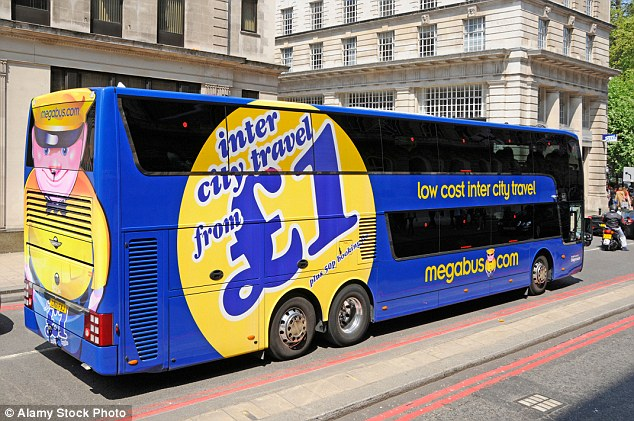 megabus.com
inter
city travel
from
£1
plus 50p booking
low cost inter city travel
megabus.com
© Alamy Stock Photo